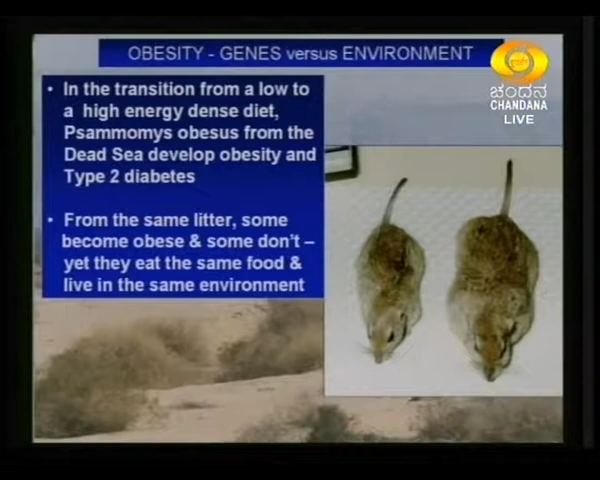 OBESITY - GENES versus ENVIRONMENT
• In the transition from a low to
a high energy dense diet,
Psammomys obesus from the
Dead Sea develop obesity and
Type 2 diabetes
• From the same litter, some
become obese & some don't –
yet they eat the same food &
live in the same environment
ಚಂದನ
CHANDANA
LIVE